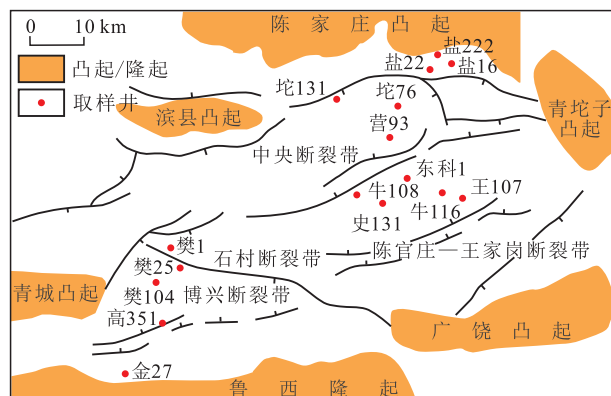 0 10 km
凸起/隆起
取样井
陈家庄凸起
盐222
盐22
盐16
坨131
坨76
滨县凸起
青坨子
凸起
营93
中央断裂带
东科1
牛108
王107
牛116
史131
樊1
石村断裂带
陈官庄—王家岗断裂带
樊25
青城凸起
樊104
博兴断裂带
高351
广饶凸起
金27
鲁西隆起